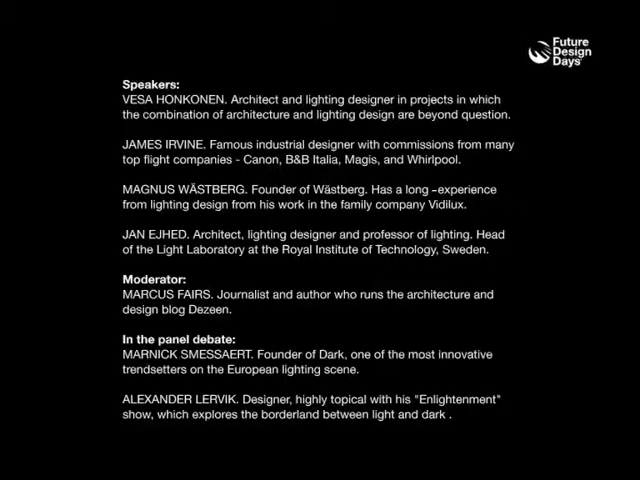 Future
Design
Days
Speakers:
VESA HONKONEN. Architect and lighting designer in projects in which
the combination of architecture and lighting design are beyond question.
JAMES IRVINE. Famous industrial designer with commissions from many
top flight companies - Canon, B&B Italia, Magis, and Whirlpool.
MAGNUS WÄSTBERG. Founder of Wästberg. Has a long –experience
from lighting design from his work in the family company Vidilux.
JAN EJHED. Architect, lighting designer and professor of lighting. Head
of the Light Laboratory at the Royal Institute of Technology, Sweden.
Moderator:
MARCUS FAIRS. Journalist and author who runs the architecture and
design blog Dezeen.
In the panel debate:
MARNICK SMESSAERT. Founder of Dark, one of the most innovative
trendsetters on the European lighting scene.
ALEXANDER LERVIK. Designer, highly topical with his "Enlightenment"
show, which explores the borderland between light and dark .